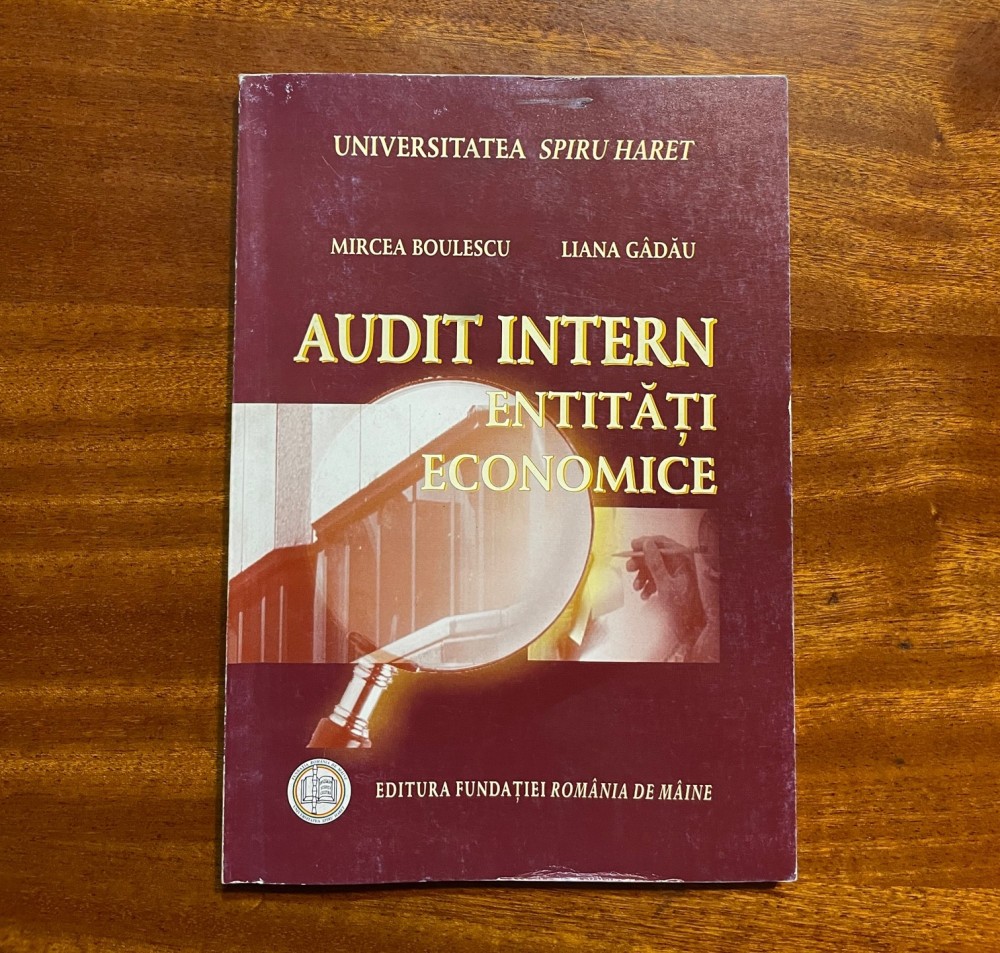 UNIVERSITATEA SPIRU HARET
MIRCEA BOULESCU LIANA GÂDĂU
AUDIT INTERN
ENTITĂȚI
ECONOMICE
EDITURA FUNDAȚIEI ROMÂNIA DE MÂINE